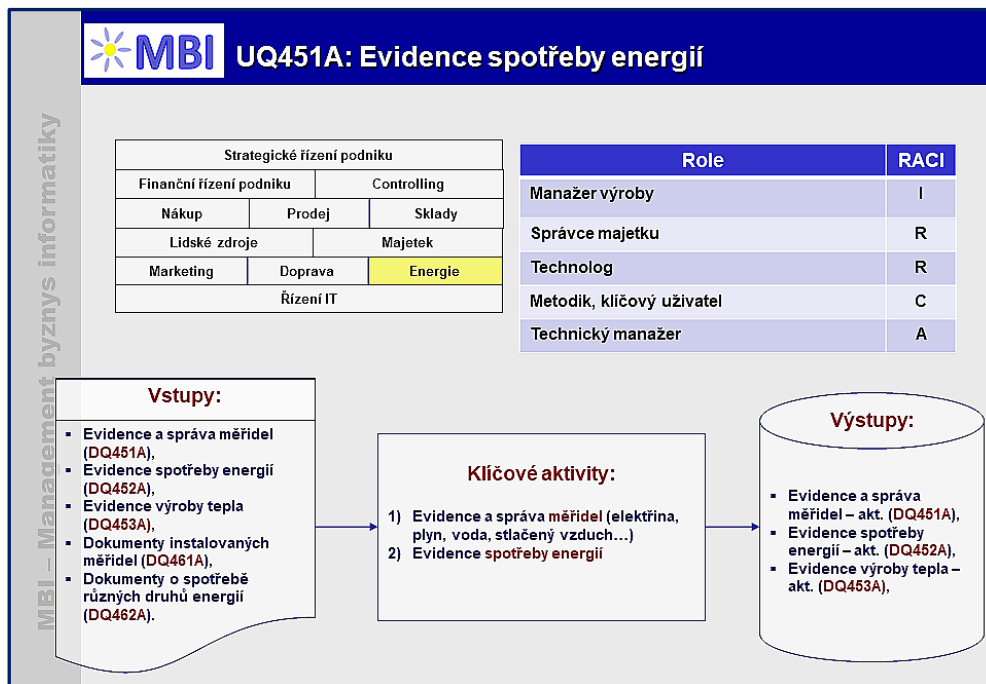 MBI
UQ451A: Evidence spotřeby energií
MBI – Management byznys informatiky
Strategické řízení podniku
Finanční řízení podniku
Controlling
Nákup
Prodej
Sklady
Lidské zdroje
Majetek
Marketing
Doprava
Energie
Řízení IT
Role RACI
Manažer výroby I
Správce majetku R
Technolog R
Metodik, klíčový uživatel C
Technický manažer A
Vstupy:
▪ Evidence a správa měřidel
(DQ451A),
▪ Evidence spotřeby energií
(DQ452A),
▪ Evidence výroby tepla
(DQ453A),
▪ Dokumenty instalovaných
měřidel (DQ461A),
▪ Dokumenty o spotřebě
různých druhů energií
(DQ462A).
Klíčové aktivity:
1) Evidence a správa měřidel (elektřina,
plyn, voda, stlačený vzduch…)
2) Evidence spotřeby energií
Výstupy:
▪ Evidence a správa
měřidel – akt. (DQ451A),
▪ Evidence spotřeby
energií – akt. (DQ452A),
▪ Evidence výroby tepla –
akt. (DQ453A),